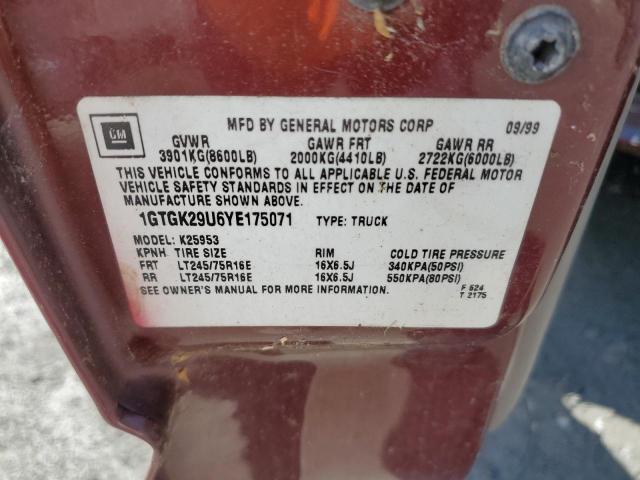 GM
MFD BY GENERAL MOTORS CORP 09/99
GVWR GAWR FRT GAWR RR
3901KG(8600LB) 2000KG(4410LB) 2722KG(6000LB)
THIS VEHICLE CONFORMS TO ALL APPLICABLE U.S. FEDERAL MOTOR
VEHICLE SAFETY STANDARDS IN EFFECT ON THE DATE OF
MANUFACTURE SHOWN ABOVE.
1GTGK29U6YE175071 TYPE: TRUCK
MODEL: K25953
KPNH TIRE SIZE RIM COLD TIRE PRESSURE
FRT LT245/75R16E 16X6.5J 340KPA(50PSI)
RR LT245/75R16E 16X6.5J 550KPA(80PSI)
SEE OWNER'S MANUAL FOR MORE INFORMATION. F 524
T 2175